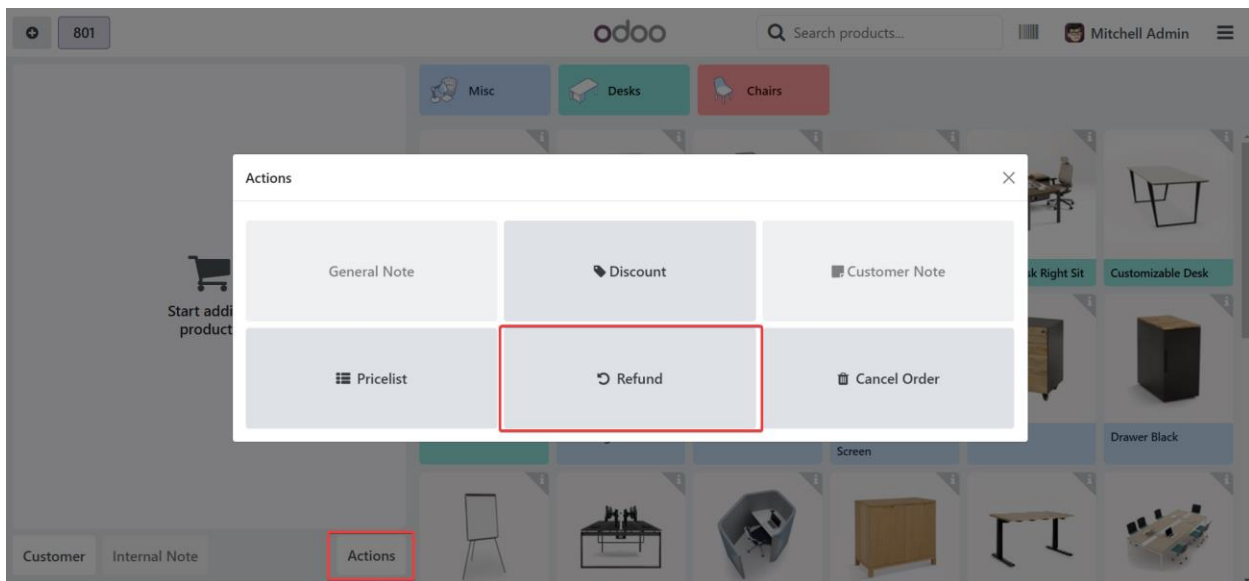 801
odoo
Search products...
Mitchell Admin
Misc
Desks
Chairs
Actions
General Note
Discount
Customer Note
Start addi
product
Pricelist
Refund
Cancel Order
Right Sit
Customizable Desk
Screen
Drawer Black
Customer
Internal Note
Actions